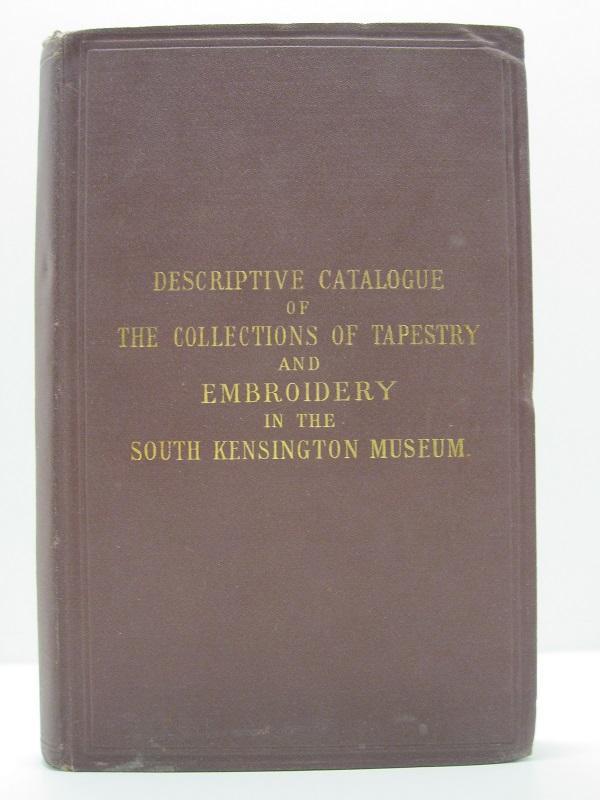 DESCRIPTIVE CATALOGUE
OF
THE COLLECTIONS OF TAPESTRY
AND
EMBROIDERY
IN THE
SOUTH KENSINGTON MUSEUM.